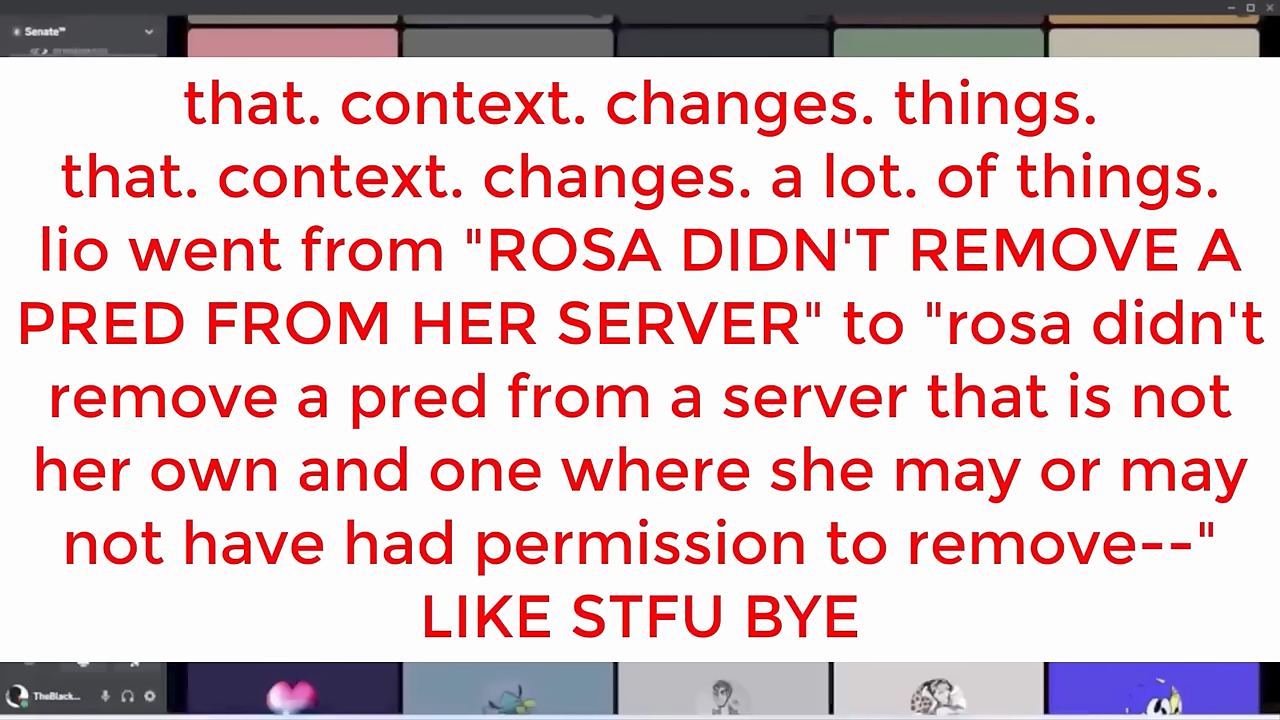 Senate™
that. context. changes. things.
that. context. changes. a lot. of things.
lio went from "ROSA DIDN'T REMOVE A
PRED FROM HER SERVER" to "rosa didn't
remove a pred from a server that is not
her own and one where she may or may
not have had permission to remove--"
LIKE STFU BYE
TheBlack...